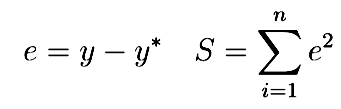 e = y − y* S = ∑_{i=1}^{n} e²